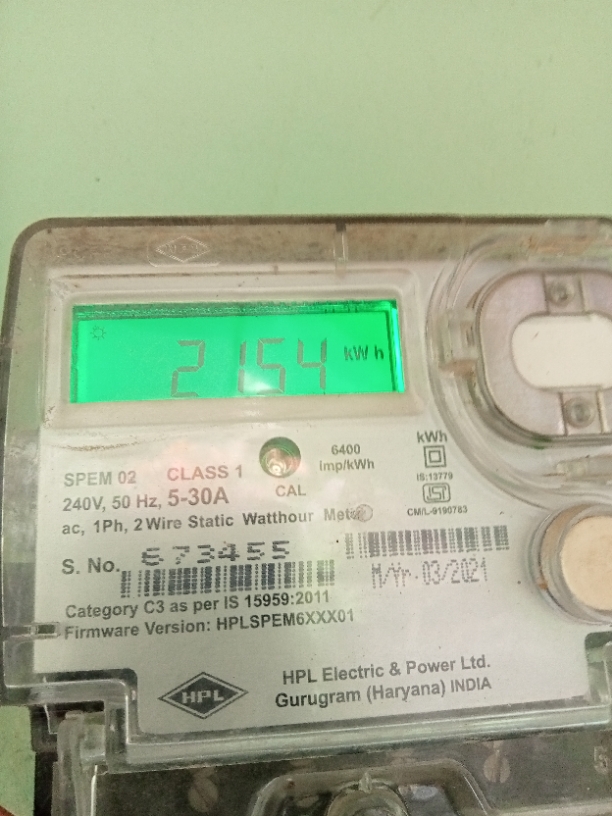 2154 kWh
6400
imp/kWh
kWh
SPEM 02 CLASS 1
CAL
IS:13779
ISI
240V, 50 Hz, 5-30A
CM/L-9190783
ac, 1Ph, 2 Wire Static Watthour Meter
S. No. 673455
M/Yr. 03/2021
Category C3 as per IS 15959:2011
Firmware Version: HPLSPEM6XXX01
HPL
HPL Electric & Power Ltd.
Gurugram (Haryana) INDIA